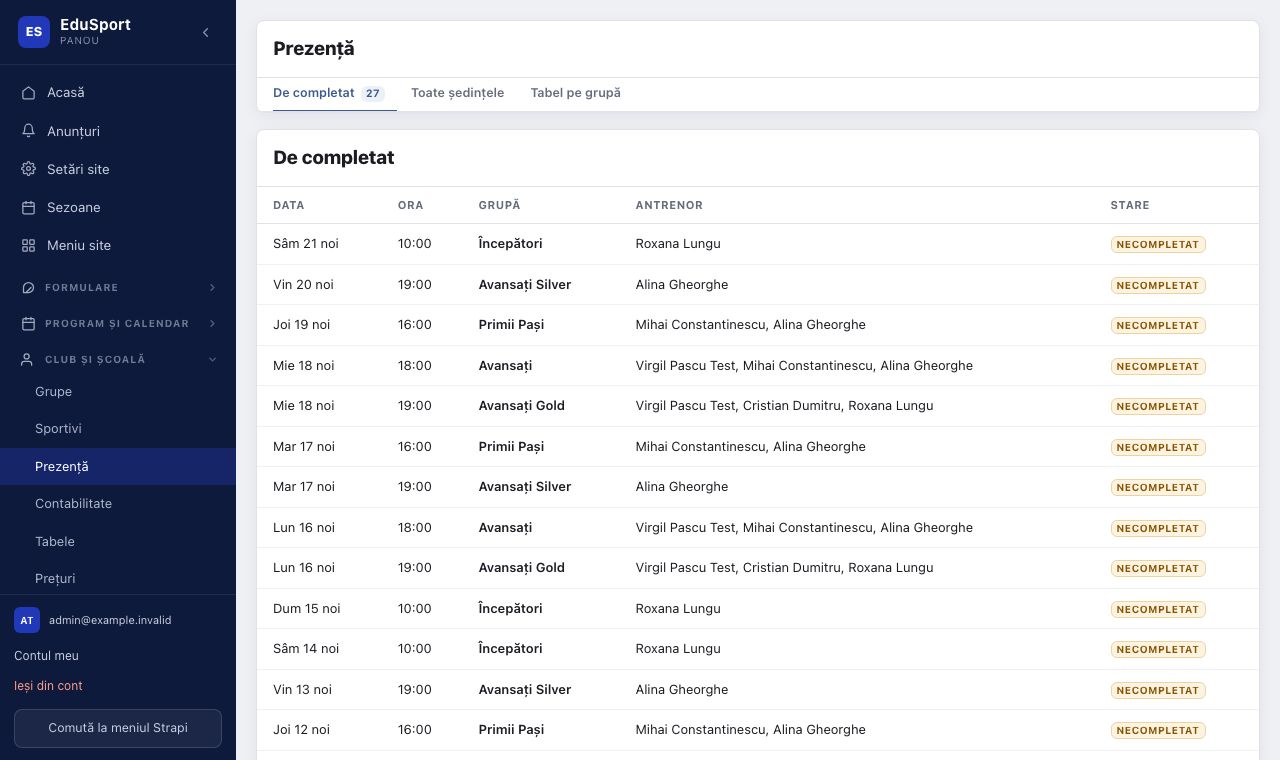 ES
EduSport
PANOU
Acasă
Anunțuri
Setări site
Sezoane
Meniu site
FORMULARE
PROGRAM ȘI CALENDAR
CLUB ȘI ȘCOALĂ
Grupe
Sportivi
Prezență
Contabilitate
Tabele
Prețuri
AT admin@example.invalid
Contul meu
Ieși din cont
Comută la meniul Strapi
Prezență
De completat 27 Toate ședințele Tabel pe grupă
De completat
DATA ORA GRUPĂ ANTRENOR STARE
Sâm 21 noi 10:00 Începători Roxana Lungu NECOMPLETAT
Vin 20 noi 19:00 Avansați Silver Alina Gheorghe NECOMPLETAT
Joi 19 noi 16:00 Primii Pași Mihai Constantinescu, Alina Gheorghe NECOMPLETAT
Mie 18 noi 18:00 Avansați Virgil Pascu Test, Mihai Constantinescu, Alina Gheorghe NECOMPLETAT
Mie 18 noi 19:00 Avansați Gold Virgil Pascu Test, Cristian Dumitru, Roxana Lungu NECOMPLETAT
Mar 17 noi 16:00 Primii Pași Mihai Constantinescu, Alina Gheorghe NECOMPLETAT
Mar 17 noi 19:00 Avansați Silver Alina Gheorghe NECOMPLETAT
Lun 16 noi 18:00 Avansați Virgil Pascu Test, Mihai Constantinescu, Alina Gheorghe NECOMPLETAT
Lun 16 noi 19:00 Avansați Gold Virgil Pascu Test, Cristian Dumitru, Roxana Lungu NECOMPLETAT
Dum 15 noi 10:00 Începători Roxana Lungu NECOMPLETAT
Sâm 14 noi 10:00 Începători Roxana Lungu NECOMPLETAT
Vin 13 noi 19:00 Avansați Silver Alina Gheorghe NECOMPLETAT
Joi 12 noi 16:00 Primii Pași Mihai Constantinescu, Alina Gheorghe NECOMPLETAT